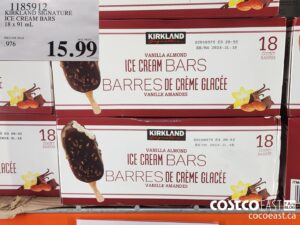 1185912
KIRKLAND SIGNATURE
ICE CREAM BARS
18 x 91 mL
.976
15.99
KIRKLAND
VANILLA ALMOND
ICE CREAM BARS
BARRES DE CRÈME GLACÉE
VANILLE AMANDES
18
KIRKLAND
VANILLA ALMOND
ICE CREAM BARS
BARRES DE CRÈME GLACÉE
VANILLE AMANDES
18
COSTCO EAST
cocoeast.ca